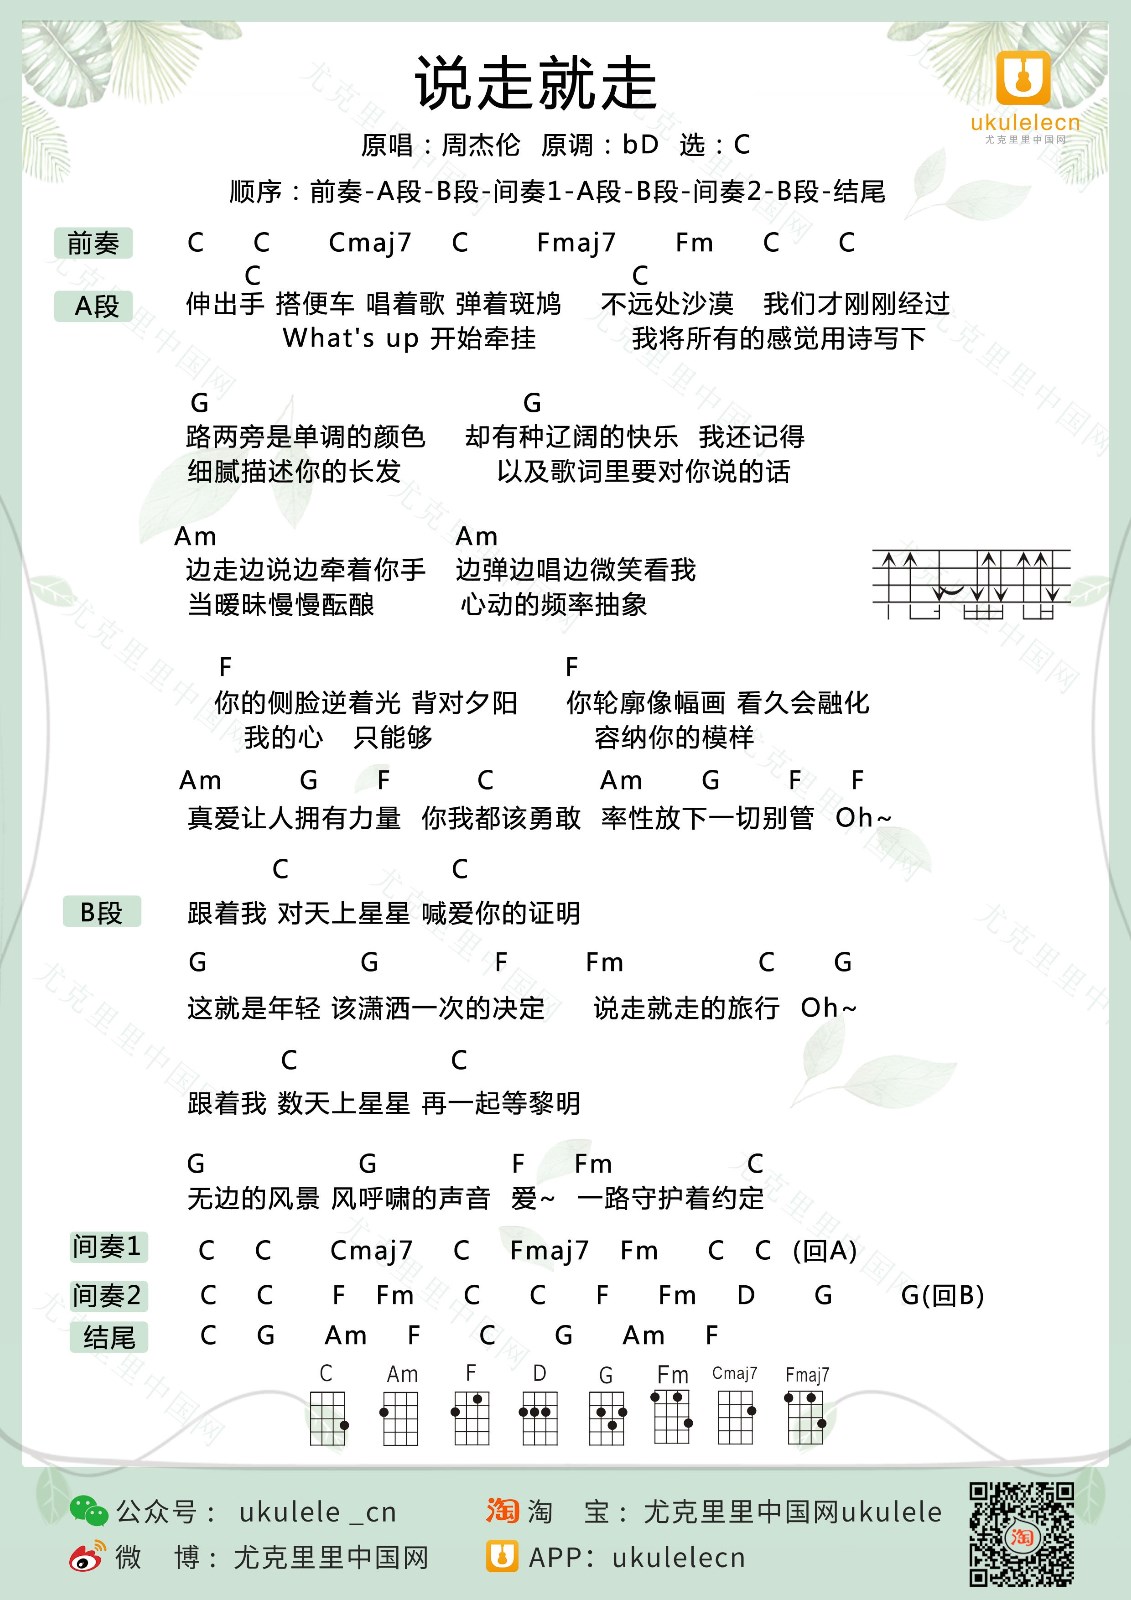 说走就走
ukulelecn
尤克里里中国网
原唱：周杰伦 原调：bD 选：C
顺序：前奏-A段-B段-间奏1-A段-B段-间奏2-B段-结尾
前奏 C C Cmaj7 C Fmaj7 Fm C C
C C
A段 伸出手 搭便车 唱着歌 弹着斑鸠 不远处沙漠 我们才刚刚经过
What's up 开始牵挂 我将所有的感觉用诗写下
G G
路两旁是单调的颜色 却有种辽阔的快乐 我还记得
细腻描述你的长发 以及歌词里要对你说的话
Am Am
边走边说边牵着你手 边弹边唱边微笑看我
当暧昧慢慢酝酿 心动的频率抽象
F F
你的侧脸逆着光 背对夕阳 你轮廓像幅画 看久会融化
我的心 只能够 容纳你的模样
Am G F C Am G F F
真爱让人拥有力量 你我都该勇敢 率性放下一切别管 Oh~
C C
B段 跟着我 对天上星星 喊爱你的证明
G G F Fm C G
这就是年轻 该潇洒一次的决定 说走就走的旅行 Oh~
C C
跟着我 数天上星星 再一起等黎明
G G F Fm C
无边的风景 风呼啸的声音 爱~ 一路守护着约定
间奏1 C C Cmaj7 C Fmaj7 Fm C C (回A)
间奏2 C C F Fm C C F Fm D G G(回B)
结尾 C G Am F C G Am F
C Am F D G Fm Cmaj7 Fmaj7
公众号： ukulele _cn 淘 淘 宝：尤克里里中国网ukulele
微 博：尤克里里中国网 APP：ukulelecn
淘